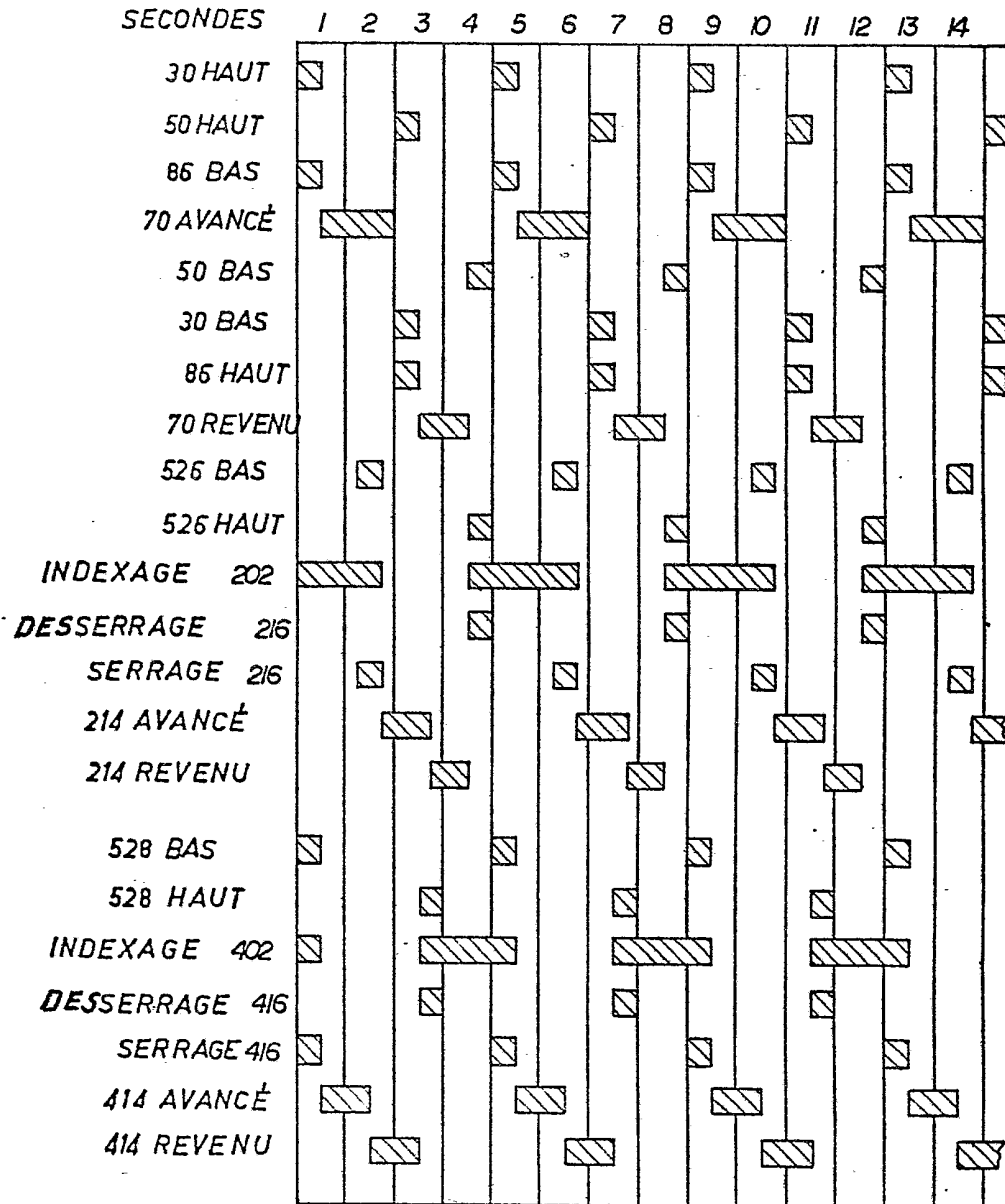 SECONDES 1 2 3 4 5 6 7 8 9 10 11 12 13 14
30 HAUT
50 HAUT
86 BAS
70 AVANCÉ
50 BAS
30 BAS
86 HAUT
70 REVENU
526 BAS
526 HAUT
INDEXAGE 202
DESSERRAGE 216
SERRAGE 216
214 AVANCÉ
214 REVENU
528 BAS
528 HAUT
INDEXAGE 402
DESSERRAGE 416
SERRAGE 416
414 AVANCÉ
414 REVENU